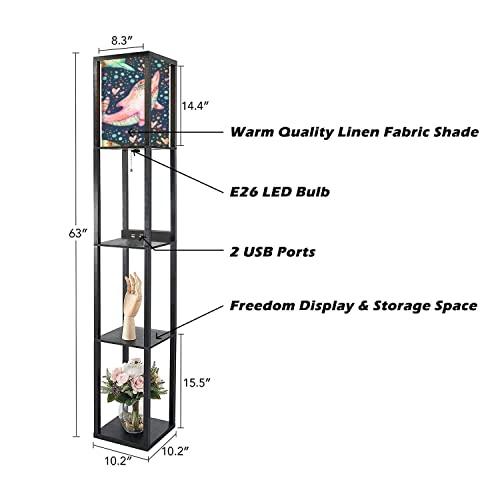 8.3”
14.4”
Warm Quality Linen Fabric Shade
E26 LED Bulb
63”
2 USB Ports
Freedom Display & Storage Space
15.5”
10.2”
10.2”